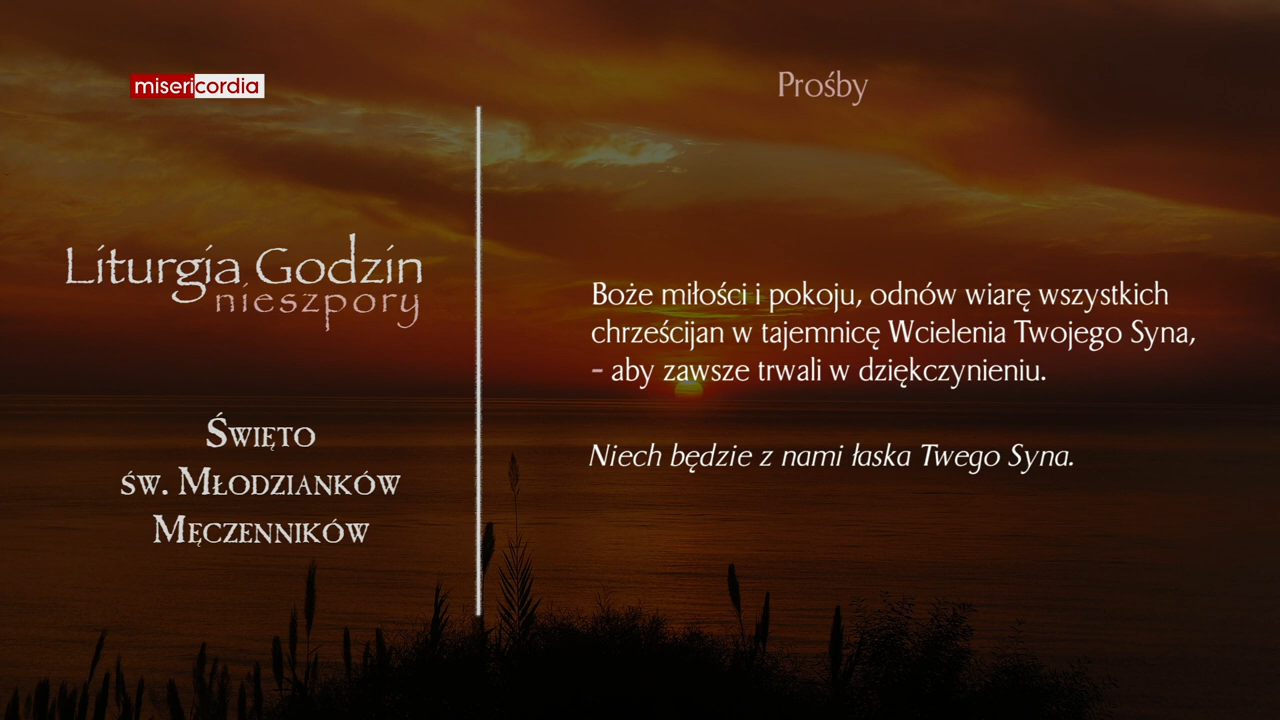 misericordia
Prośby
Liturgia Godzin
nieszpory
Święto
św. Młodzianków
Męczenników
Boże miłości i pokoju, odnów wiarę wszystkich
chrześcijan w tajemnicę Wcielenia Twojego Syna,
– aby zawsze trwali w dziękczynieniu.
Niech będzie z nami łaska Twego Syna.